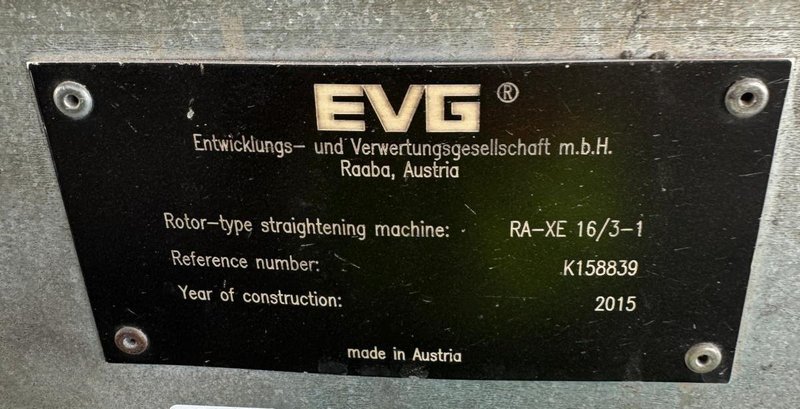 EVG ®
Entwicklungs- und Verwertungsgesellschaft m.b.H.
Raaba, Austria
Rotor-type straightening machine: RA-XE 16/3-1
Reference number: K158839
Year of construction: 2015
made in Austria